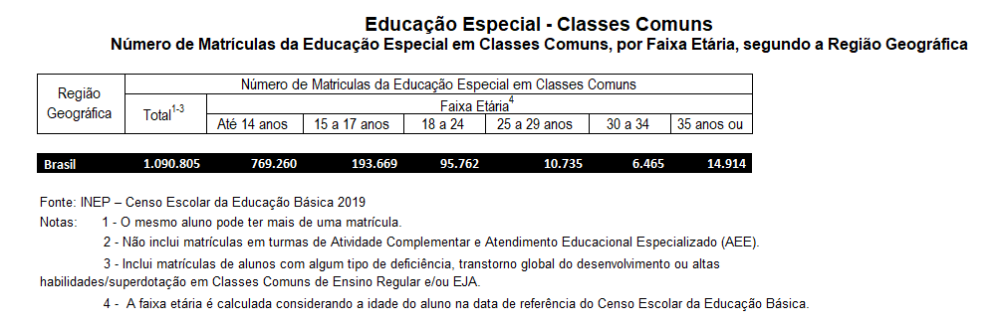 Educação Especial - Classes Comuns
Número de Matrículas da Educação Especial em Classes Comuns, por Faixa Etária, segundo a Região Geográfica
Região Geográfica
Número de Matrículas da Educação Especial em Classes Comuns
Total1-3
Faixa Etária4
Até 14 anos 15 a 17 anos 18 a 24 25 a 29 anos 30 a 34 35 anos ou
Brasil 1.090.805 769.260 193.669 95.762 10.735 6.465 14.914
Fonte: INEP – Censo Escolar da Educação Básica 2019
Notas: 1 - O mesmo aluno pode ter mais de uma matrícula.
2 - Não inclui matrículas em turmas de Atividade Complementar e Atendimento Educacional Especializado (AEE).
3 - Inclui matrículas de alunos com algum tipo de deficiência, transtorno global do desenvolvimento ou altas
habilidades/superdotação em Classes Comuns de Ensino Regular e/ou EJA.
4 - A faixa etária é calculada considerando a idade do aluno na data de referência do Censo Escolar da Educação Básica.